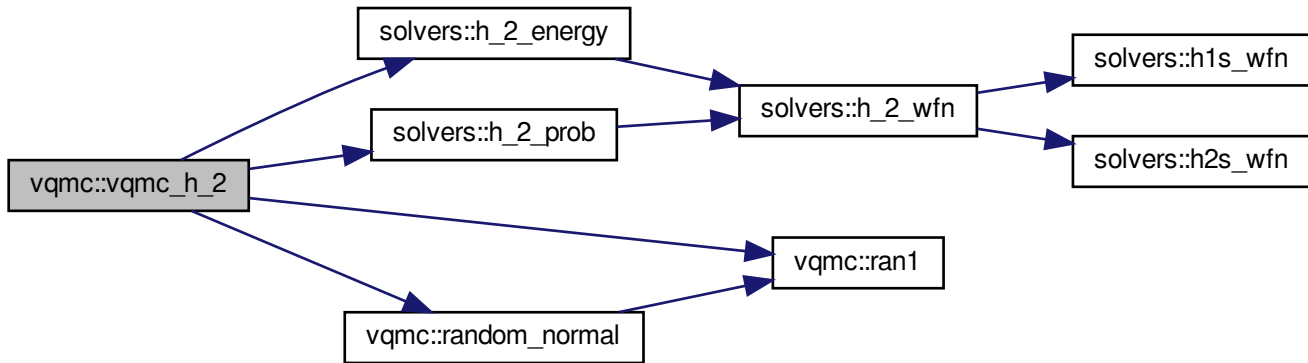 vqmc::vqmc_h_2
solvers::h_2_energy
solvers::h_2_prob
vqmc::random_normal
solvers::h_2_wfn
vqmc::ran1
solvers::h1s_wfn
solvers::h2s_wfn